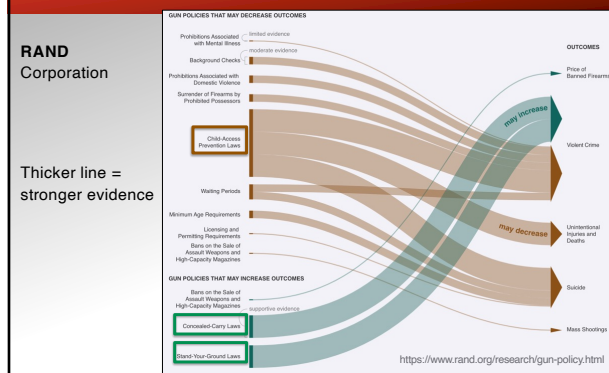 RAND
Corporation
Thicker line =
stronger evidence
GUN POLICIES THAT MAY DECREASE OUTCOMES
Prohibitions Associated
with Mental Illness
limited evidence
moderate evidence
Background Checks
Prohibitions Associated with
Domestic Violence
Surrender of Firearms by
Prohibited Possessors
Child-Access
Prevention Laws
Waiting Periods
Minimum Age Requirements
Licensing and
Permitting Requirements
Bans on the Sale of
Assault Weapons and
High-Capacity Magazines
GUN POLICIES THAT MAY INCREASE OUTCOMES
Bans on the Sale of
Assault Weapons and
High-Capacity Magazines
supportive evidence
Concealed-Carry Laws
Stand-Your-Ground Laws
may increase
may decrease
OUTCOMES
Price of
Banned Firearms
Violent Crime
Unintentional
Injuries and
Deaths
Suicide
Mass Shootings
https://www.rand.org/research/gun-policy.html